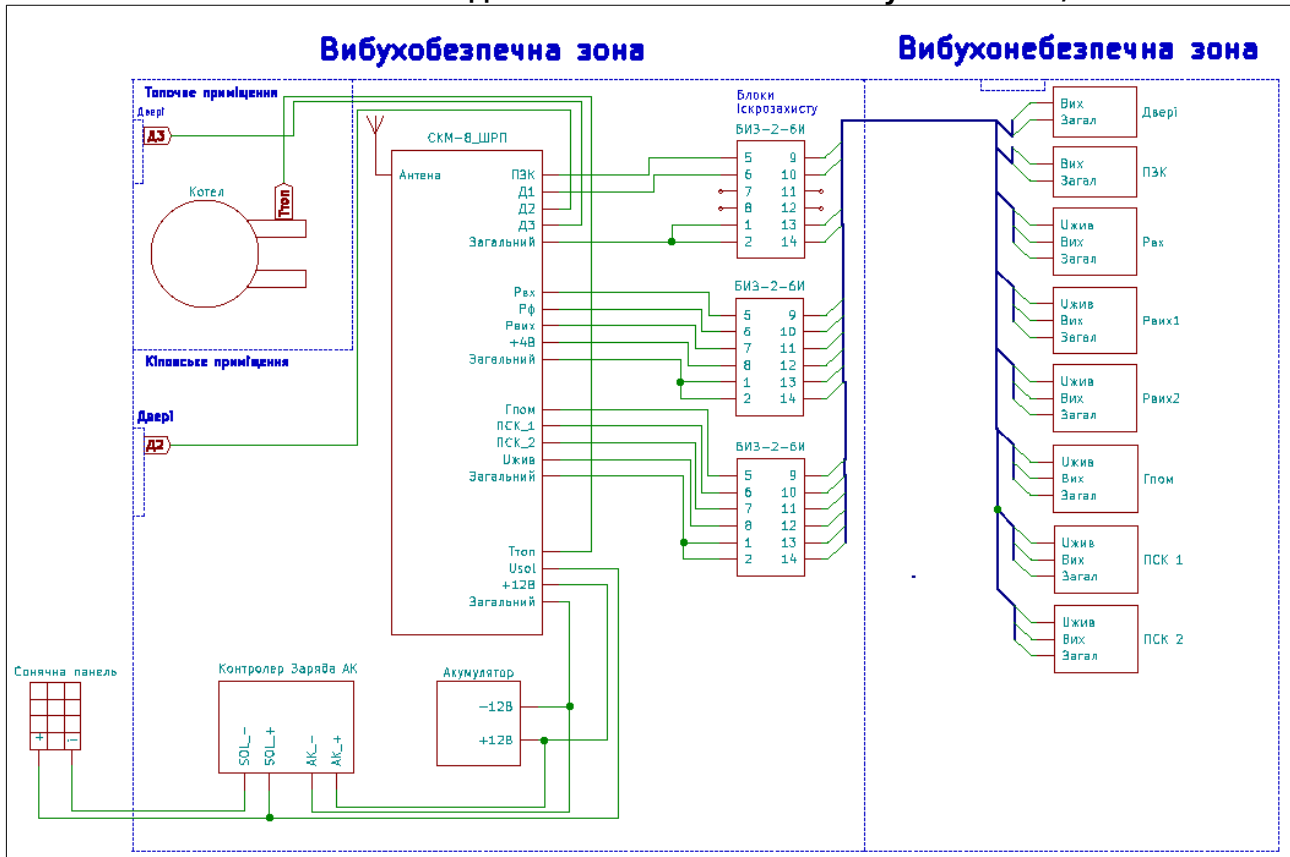 Вибухобезпечна зона
Вибухонебезпечна зона
Топочне приміщення
Двері
Д3
Котел
Tтоп
Кіповське приміщення
Двері
Д2
СКМ-8_ШРП
Антена
ПЗК
Д1
Д2
Д3
Загальний
Рвх
Рф
Рвих
+4В
Загальний
Гпом
ПСК_1
ПСК_2
Uжив
Загальний
Tтоп
Usol
+12В
Загальний
Блоки
Іскрозахисту
БИЗ-2-6И
5 9
6 10
7 11
8 12
1 13
2 14
БИЗ-2-6И
5 9
6 10
7 11
8 12
1 13
2 14
БИЗ-2-6И
5 9
6 10
7 11
8 12
1 13
2 14
Вих
Загал
Двері
Вих
Загал
ПЗК
Uжив
Вих
Загал
Рвх
Uжив
Вих
Загал
Рвих1
Uжив
Вих
Загал
Рвих2
Uжив
Вих
Загал
Гпом
Uжив
Вих
Загал
ПСК 1
Uжив
Вих
Загал
ПСК 2
Сонячна панель
+ -
Контролер Заряда АК
SOL_-
SOL_+
AK_-
AK_+
Акумулятор
-12В
+12В